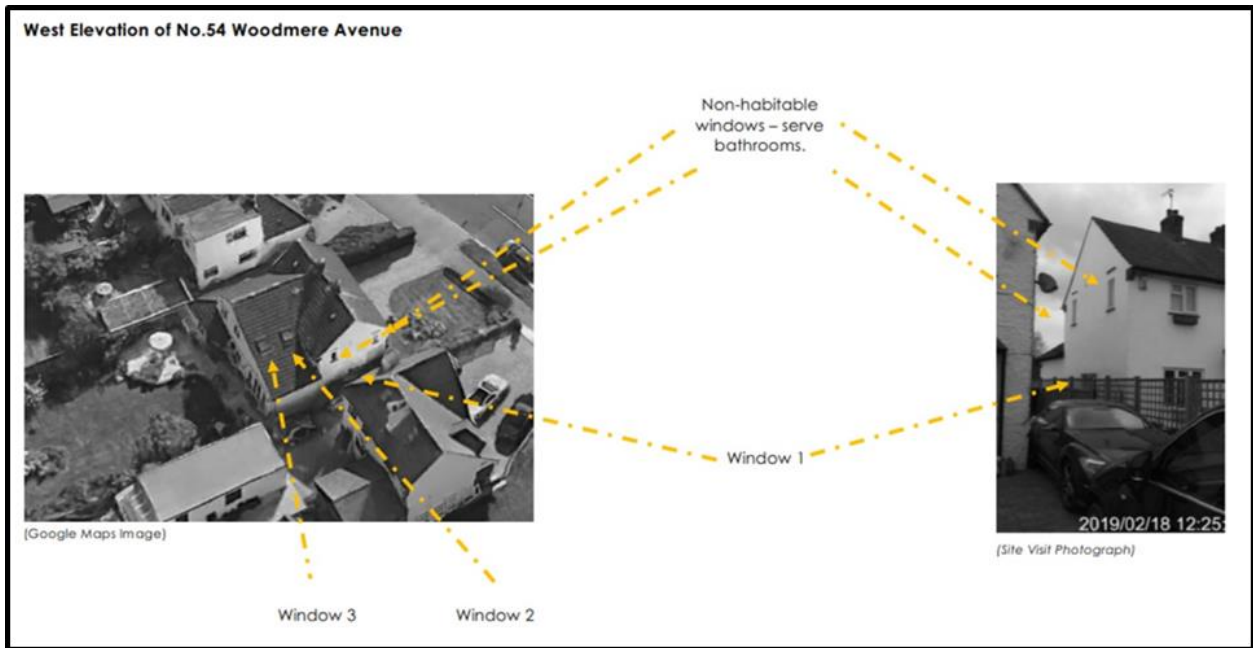 West Elevation of No.54 Woodmere Avenue
Non-habitable
windows – serve
bathrooms.
Window 1
2019/02/18 12:25:
(Google Maps Image)
(Site Visit Photograph)
Window 3
Window 2